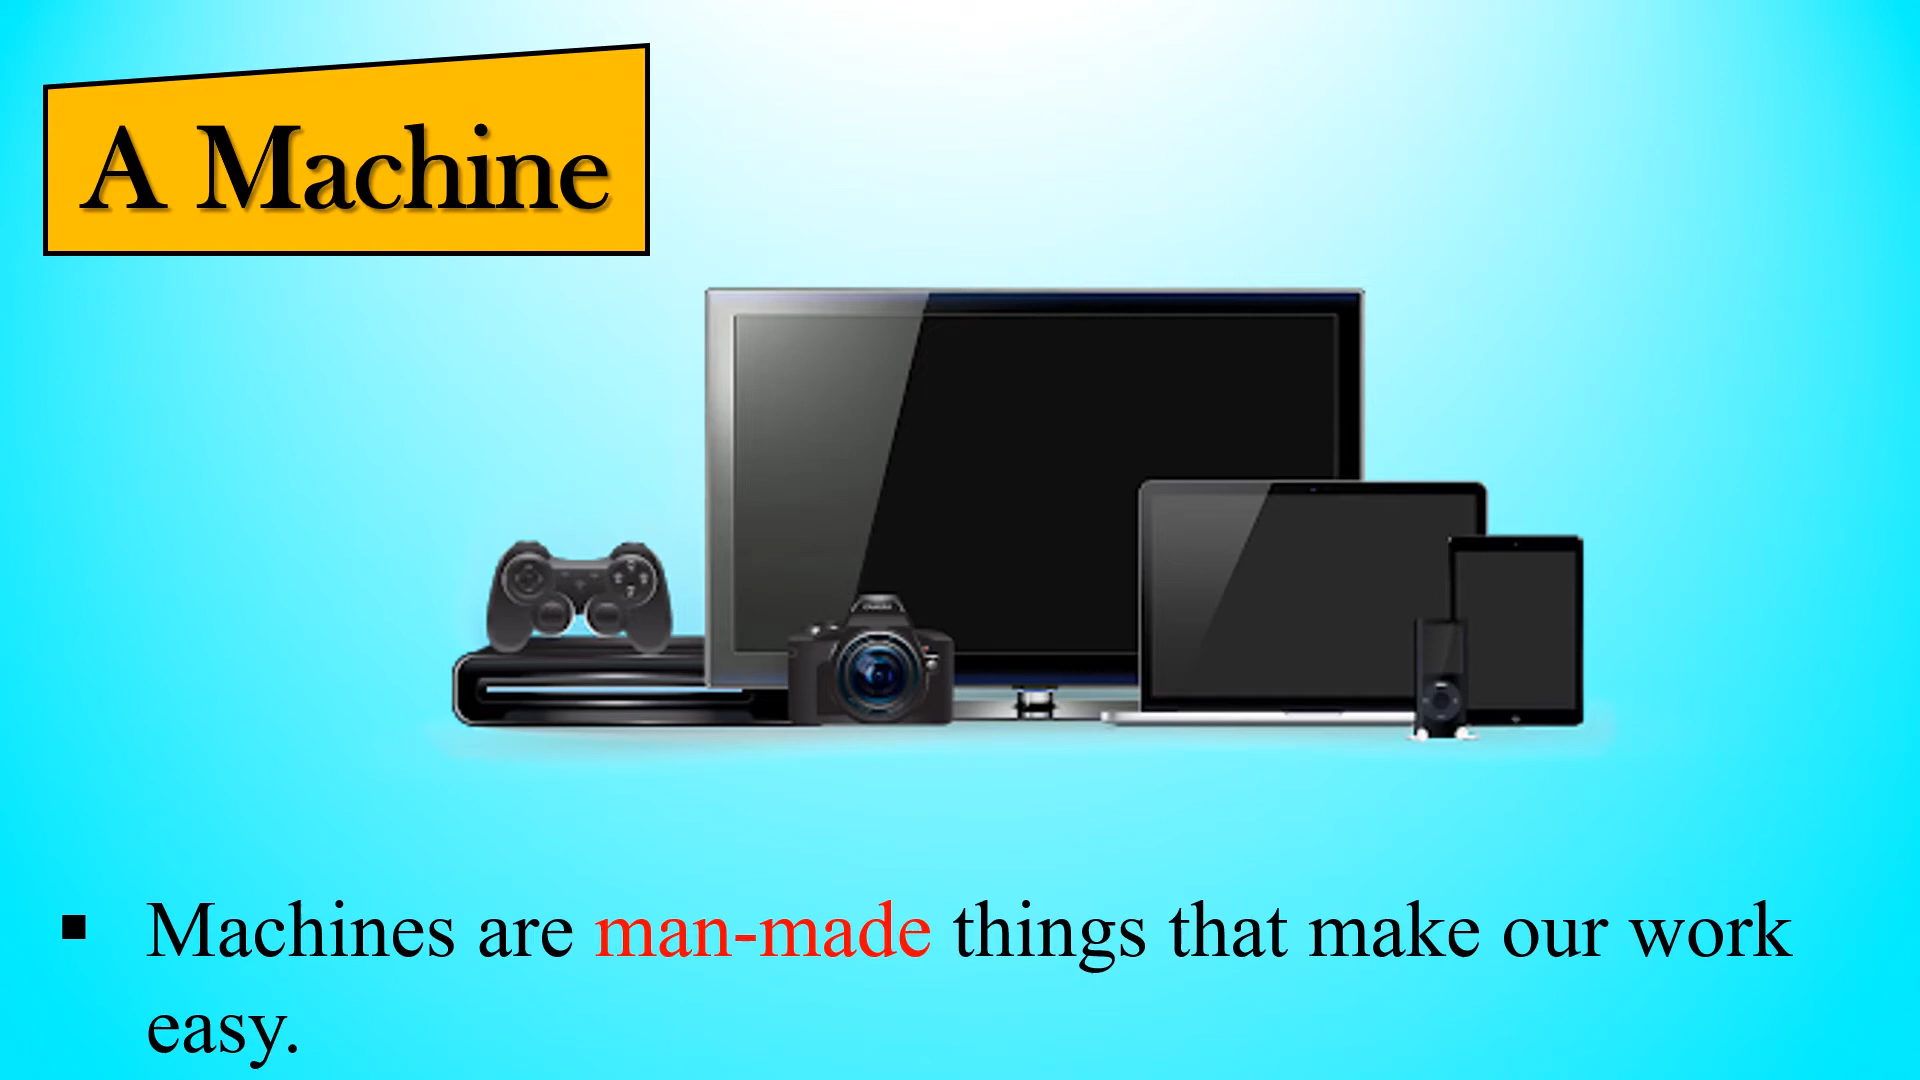 A Machine
▪ Machines are man-made things that make our work
easy.